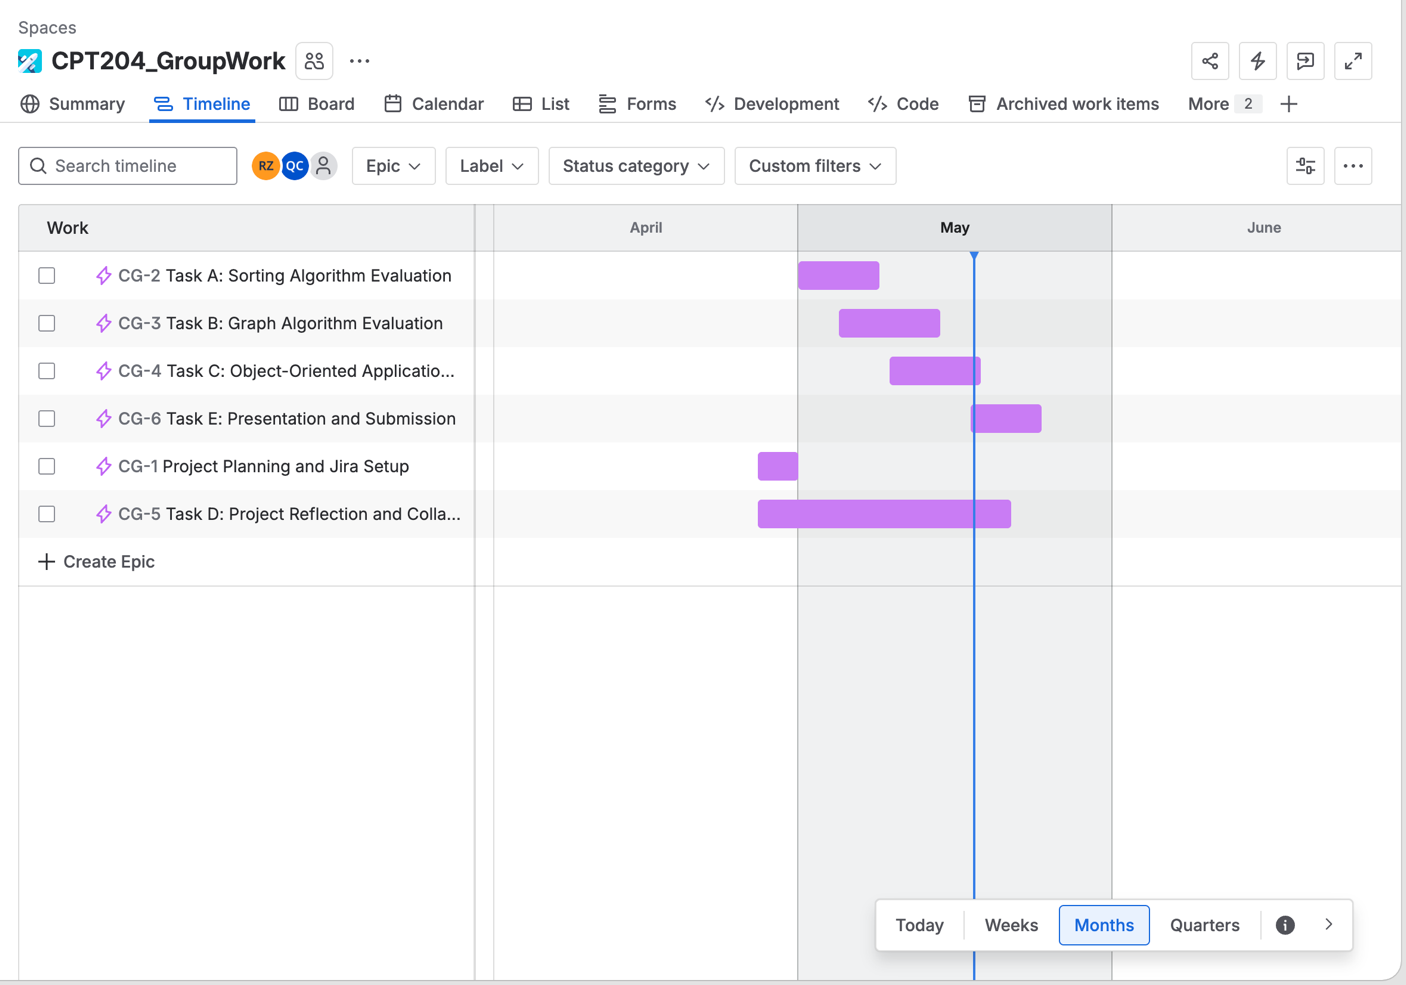 Spaces
CPT204_GroupWork
Summary Timeline Board Calendar List Forms Development Code Archived work items More 2
Search timeline RZ QC Epic Label Status category Custom filters
Work April May June
CG-2 Task A: Sorting Algorithm Evaluation
CG-3 Task B: Graph Algorithm Evaluation
CG-4 Task C: Object-Oriented Applicatio...
CG-6 Task E: Presentation and Submission
CG-1 Project Planning and Jira Setup
CG-5 Task D: Project Reflection and Colla...
Create Epic
Today Weeks Months Quarters